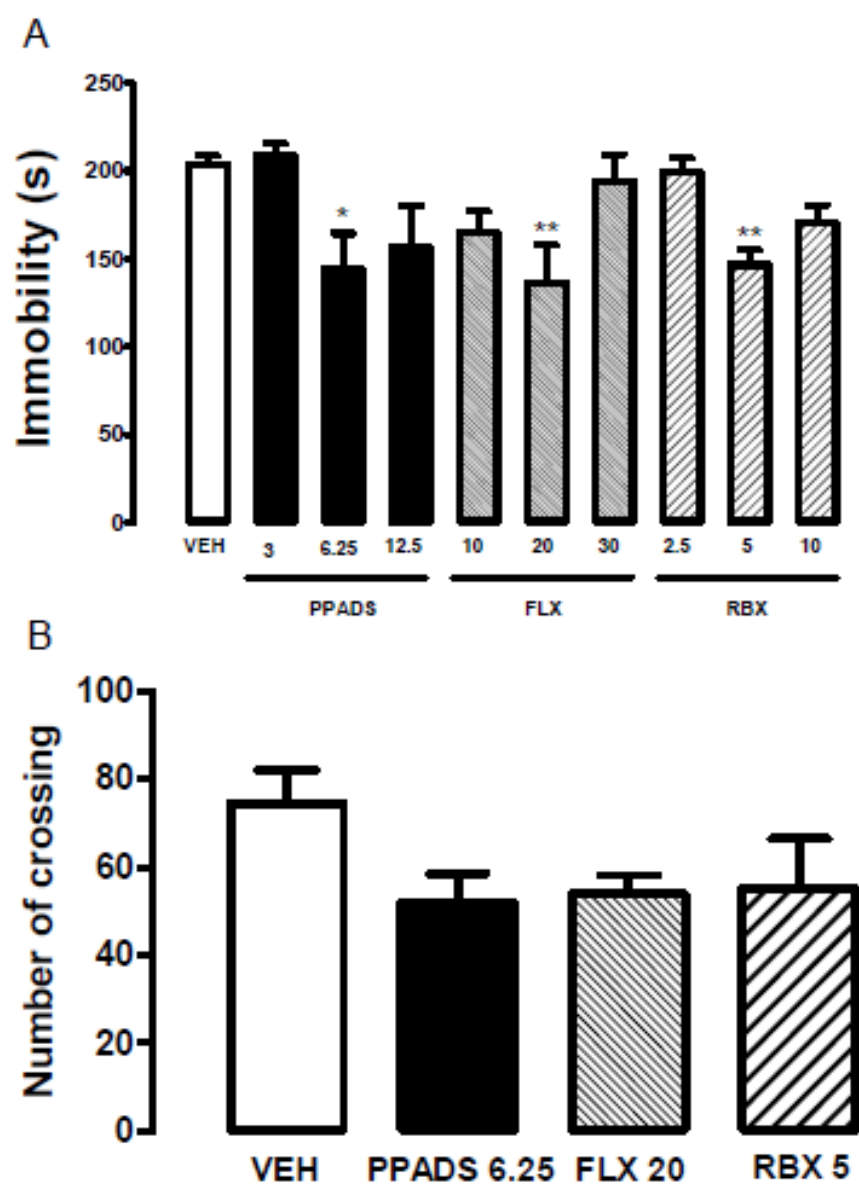 A
Immobility (s)
250
200
150
100
50
0
*
**
**
VEH 3 6.25 12.5 10 20 30 2.5 5 10
PPADS FLX RBX
B
Number of crossing
100
80
60
40
20
0
VEH PPADS 6.25 FLX 20 RBX 5